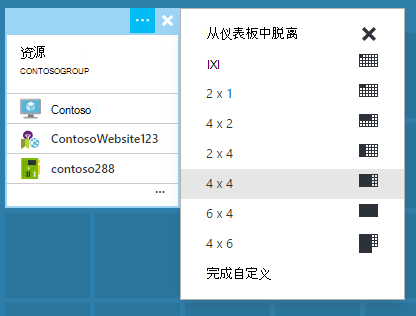 资源
CONTOSOGROUP
Contoso
ContosoWebsite123
contoso288
从仪表板中脱离
IXI
2 x 1
4 x 2
2 x 4
4 x 4
6 x 4
4 x 6
完成自定义